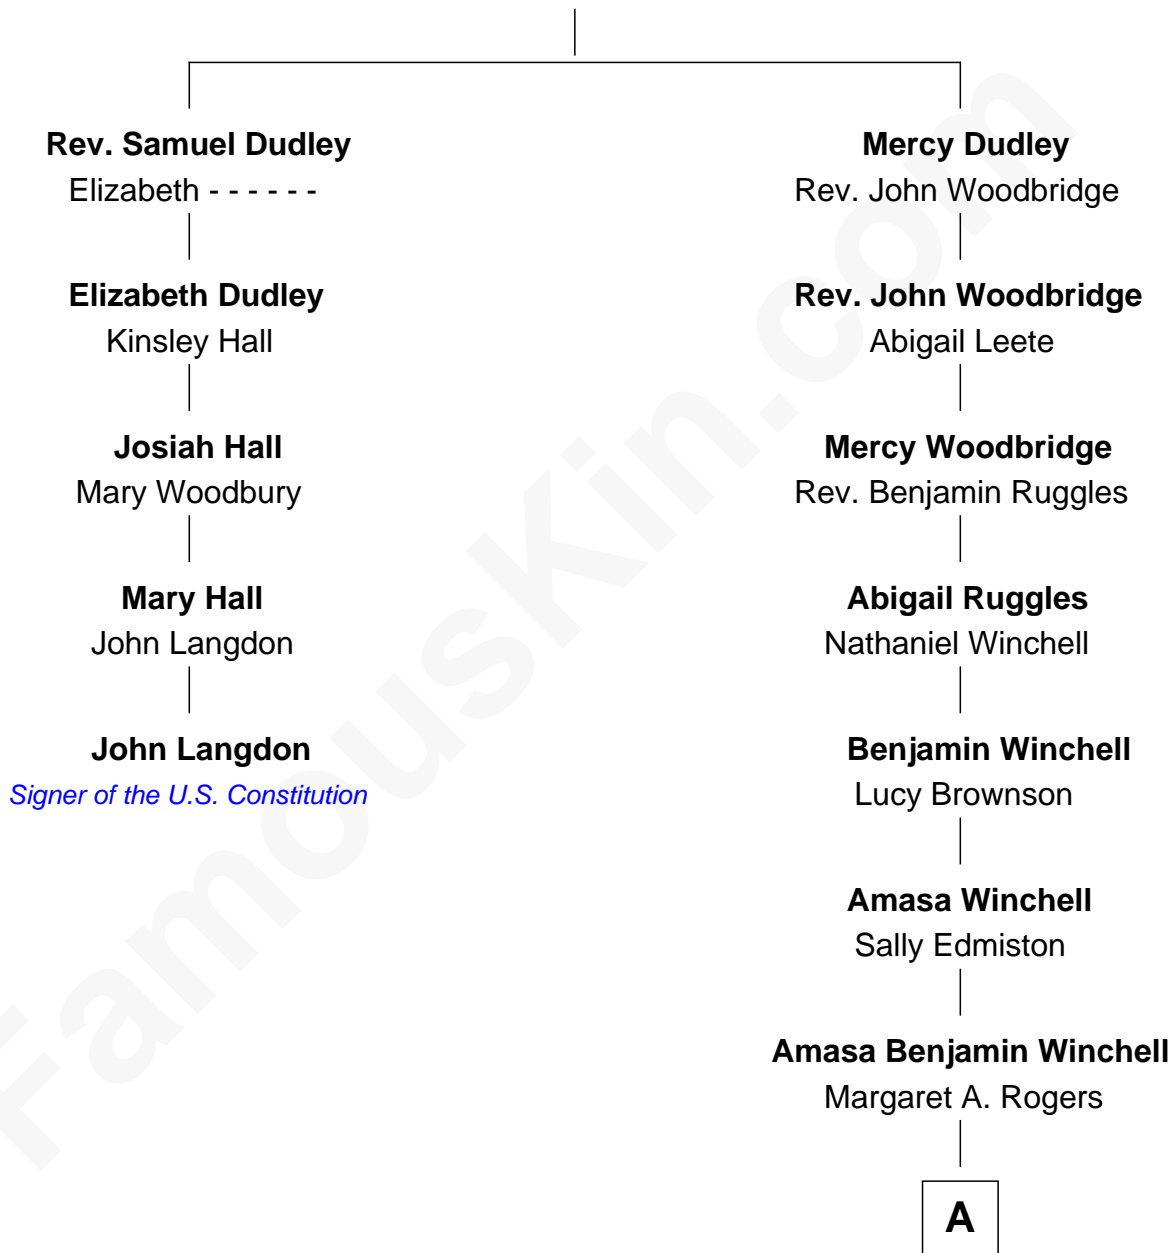 Rev. Samuel Dudley
Elizabeth - - - - - -
Elizabeth Dudley
Kinsley Hall
Josiah Hall
Mary Woodbury
Mary Hall
John Langdon
John Langdon
Signer of the U.S. Constitution
Mercy Dudley
Rev. John Woodbridge
Rev. John Woodbridge
Abigail Leete
Mercy Woodbridge
Rev. Benjamin Ruggles
Abigail Ruggles
Nathaniel Winchell
Benjamin Winchell
Lucy Brownson
Amasa Winchell
Sally Edmiston
Amasa Benjamin Winchell
Margaret A. Rogers
A
FamousKin.com